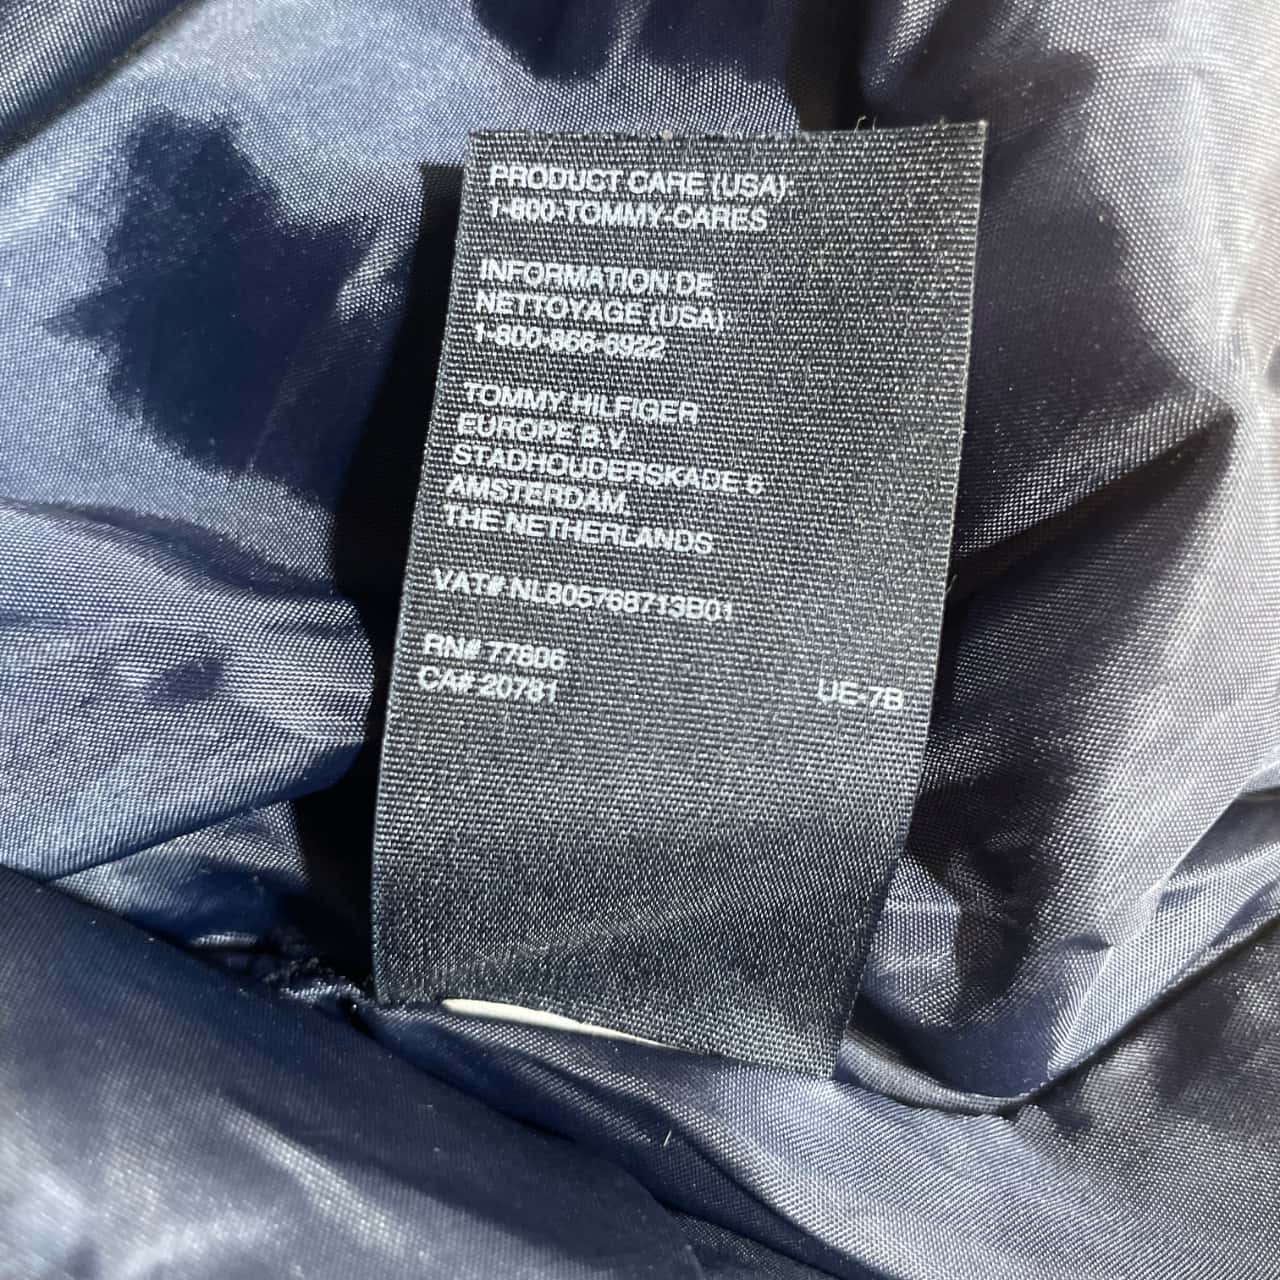 PRODUCT CARE (USA):
1-800-TOMMY-CARES
INFORMATION DE
NETTOYAGE (USA):
1-800-866-6922
TOMMY HILFIGER
EUROPE B.V.
STADHOUDERSKADE 6
AMSTERDAM,
THE NETHERLANDS
VAT# NL805768713B01
RN# 77806
CA# 20781
UE-7B